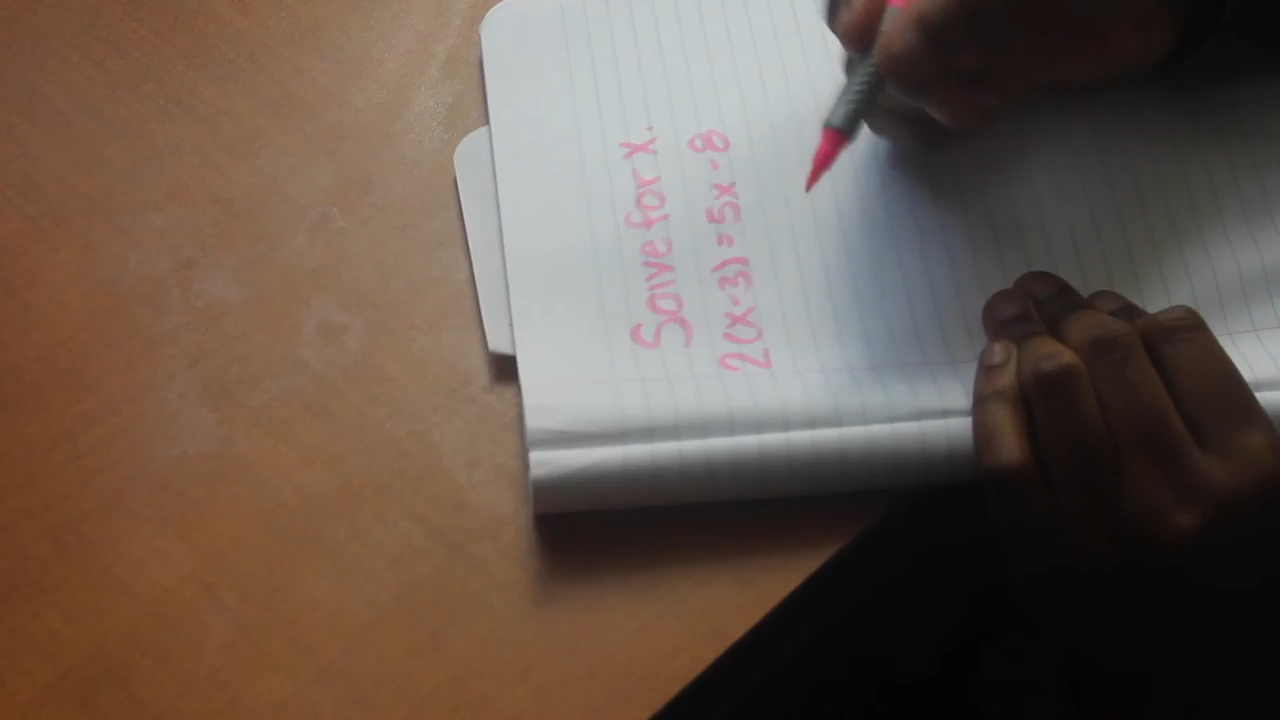 Solve for x.
2(x-3) = 5x - 8